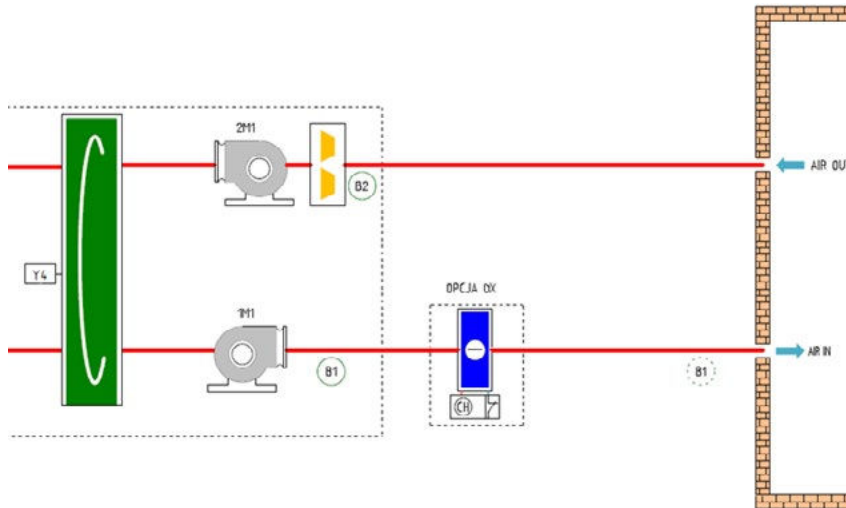 2M1
B2
AIR OU
Y4
OPCJA DX
1M1
B1
B1
AIR IN
CH